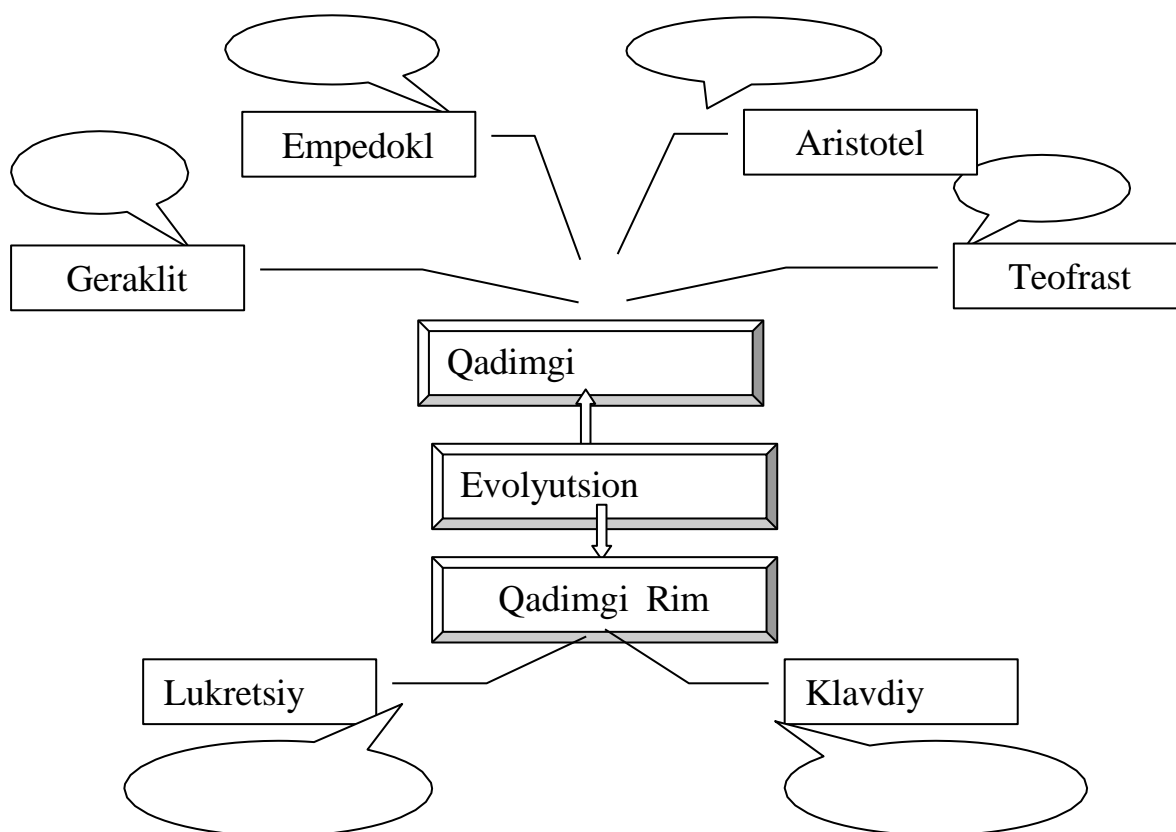 Empedokl
Aristotel
Geraklit
Teofrast
Qadimgi
Evolyutsion
Qadimgi Rim
Lukretsiy
Klavdiy